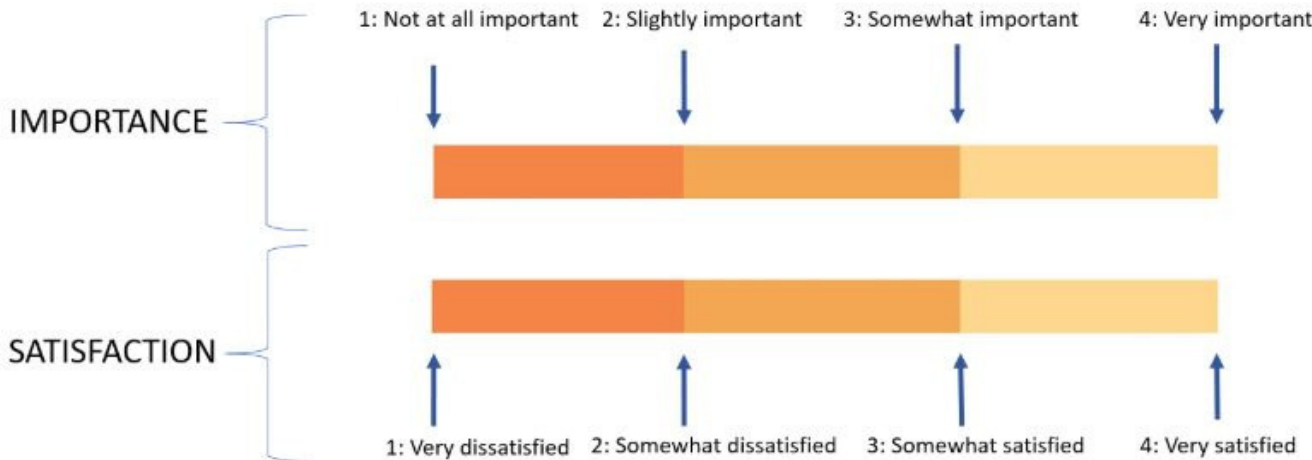 1: Not at all important 2: Slightly important 3: Somewhat important 4: Very important
IMPORTANCE
SATISFACTION
1: Very dissatisfied 2: Somewhat dissatisfied 3: Somewhat satisfied 4: Very satisfied